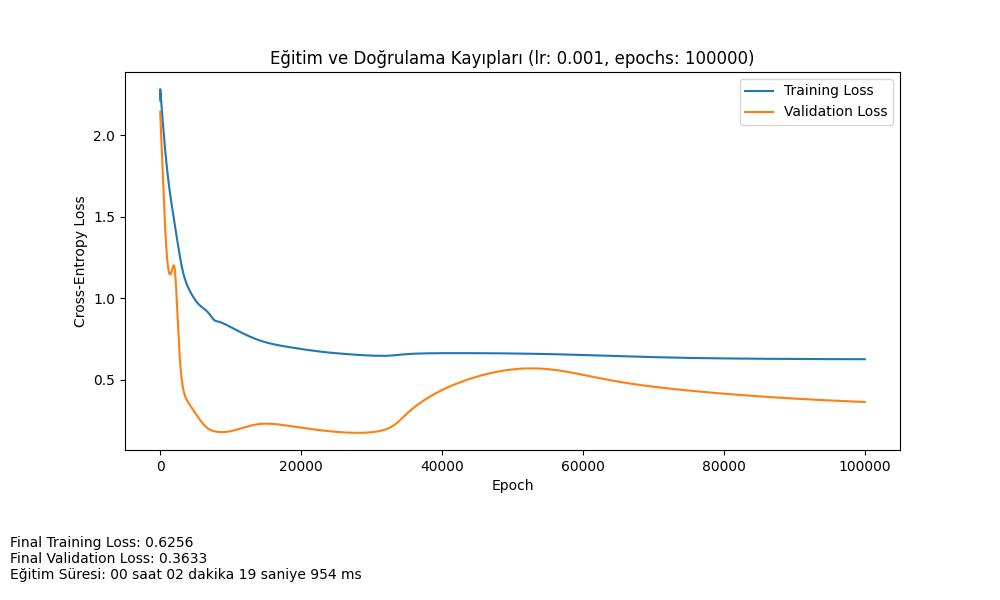 Eğitim ve Doğrulama Kayıpları (lr: 0.001, epochs: 100000)
Training Loss
Validation Loss
Cross-Entropy Loss
2.0
1.5
1.0
0.5
0 20000 40000 60000 80000 100000
Epoch
Final Training Loss: 0.6256
Final Validation Loss: 0.3633
Eğitim Süresi: 00 saat 02 dakika 19 saniye 954 ms